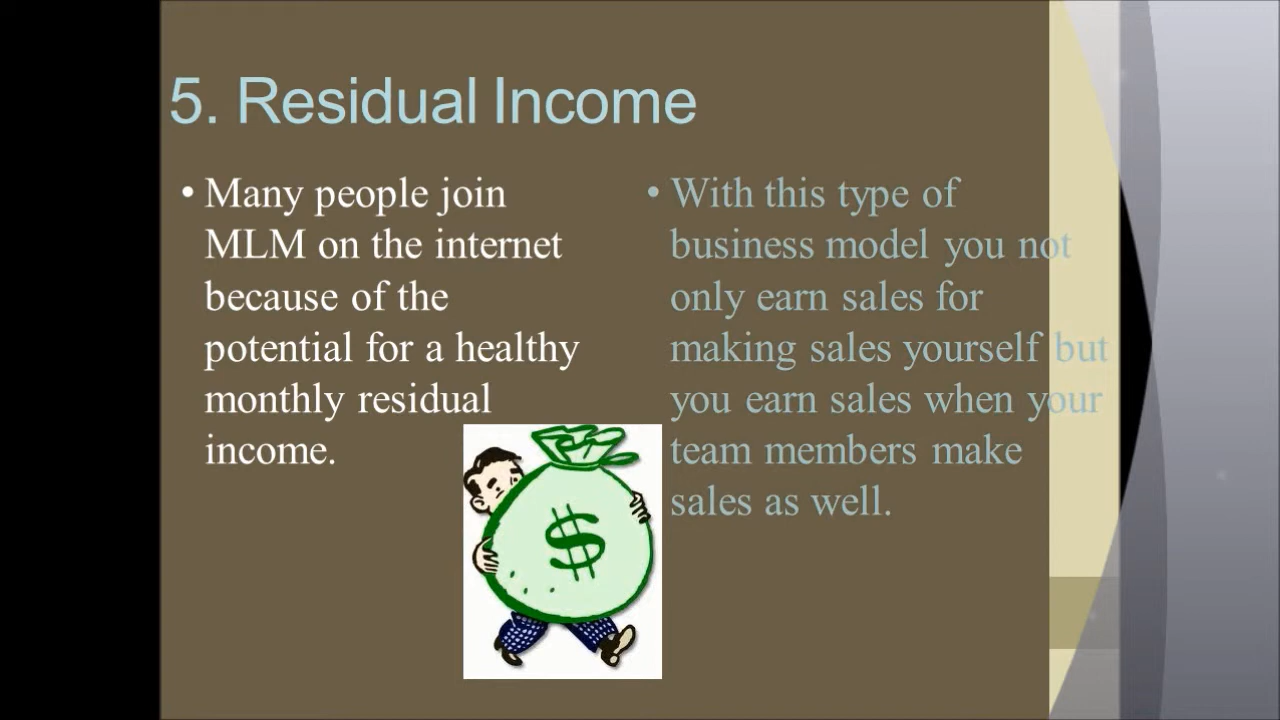 5. Residual Income
• Many people join
MLM on the internet
because of the
potential for a healthy
monthly residual
income.
• With this type of
business model you not
only earn sales for
making sales yourself but
you earn sales when your
team members make
sales as well.
$